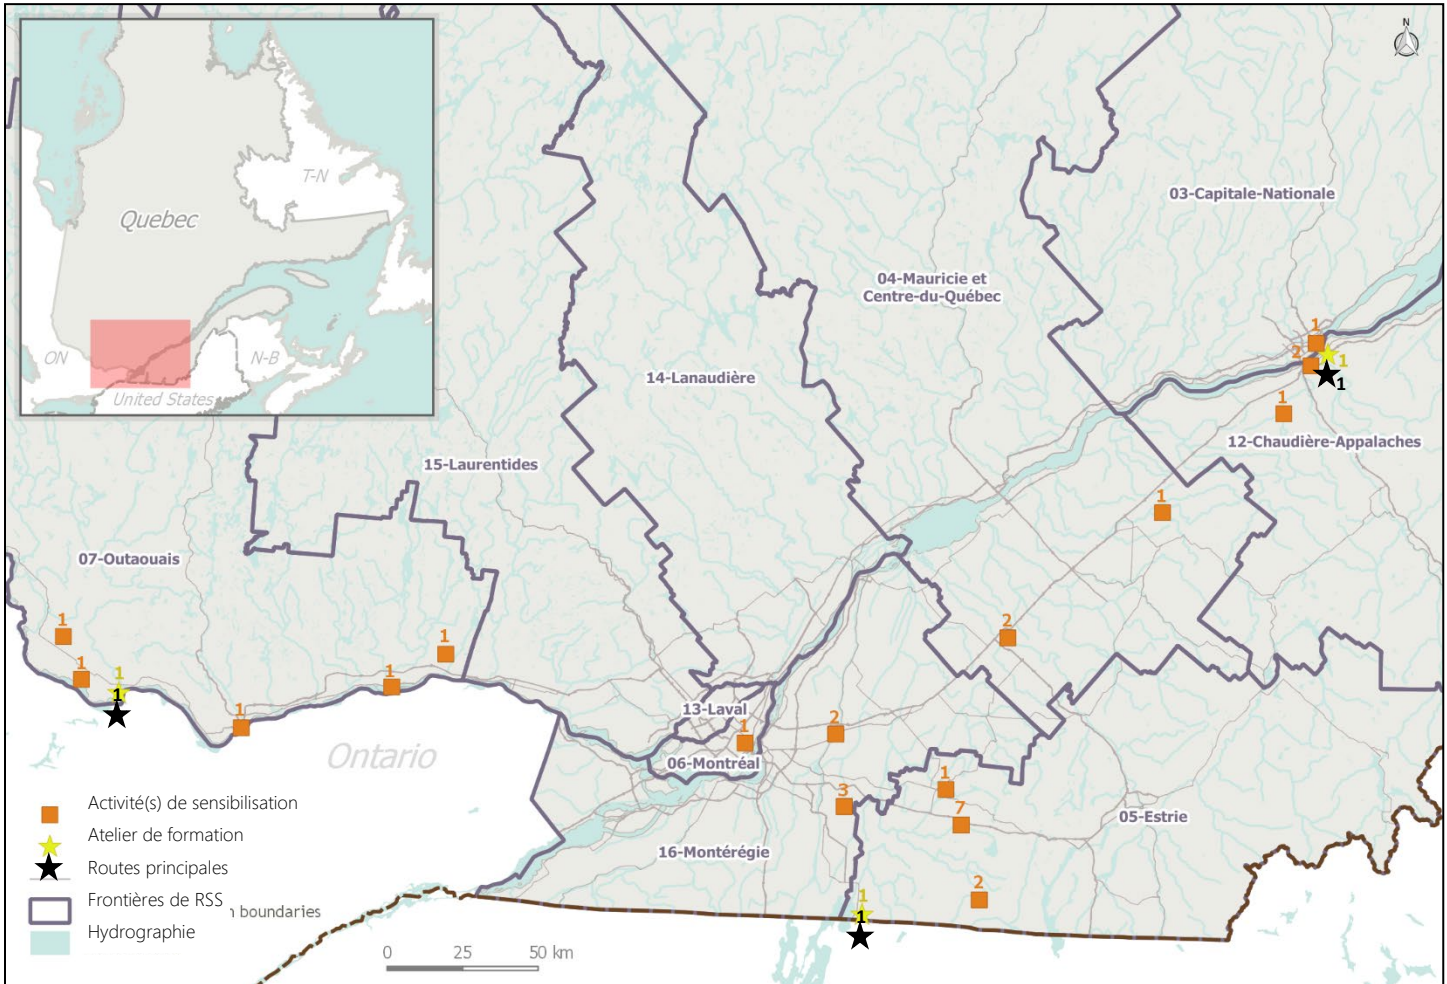 N
T-N
Quebec
ON
N-B
United States
03-Capitale-Nationale
04-Mauricie et
Centre-du-Québec
14-Lanaudière
1
2
1
1
1
12-Chaudière-Appalaches
15-Laurentides
1
07-Outaouais
1
2
1
1
1
1
1
1
13-Laval
1
2
06-Montréal
Ontario
1
3
7
05-Estrie
16-Montérégie
2
1
1
Activité(s) de sensibilisation
Atelier de formation
Routes principales
Frontières de RSS
n boundaries
Hydrographie
0 25 50 km